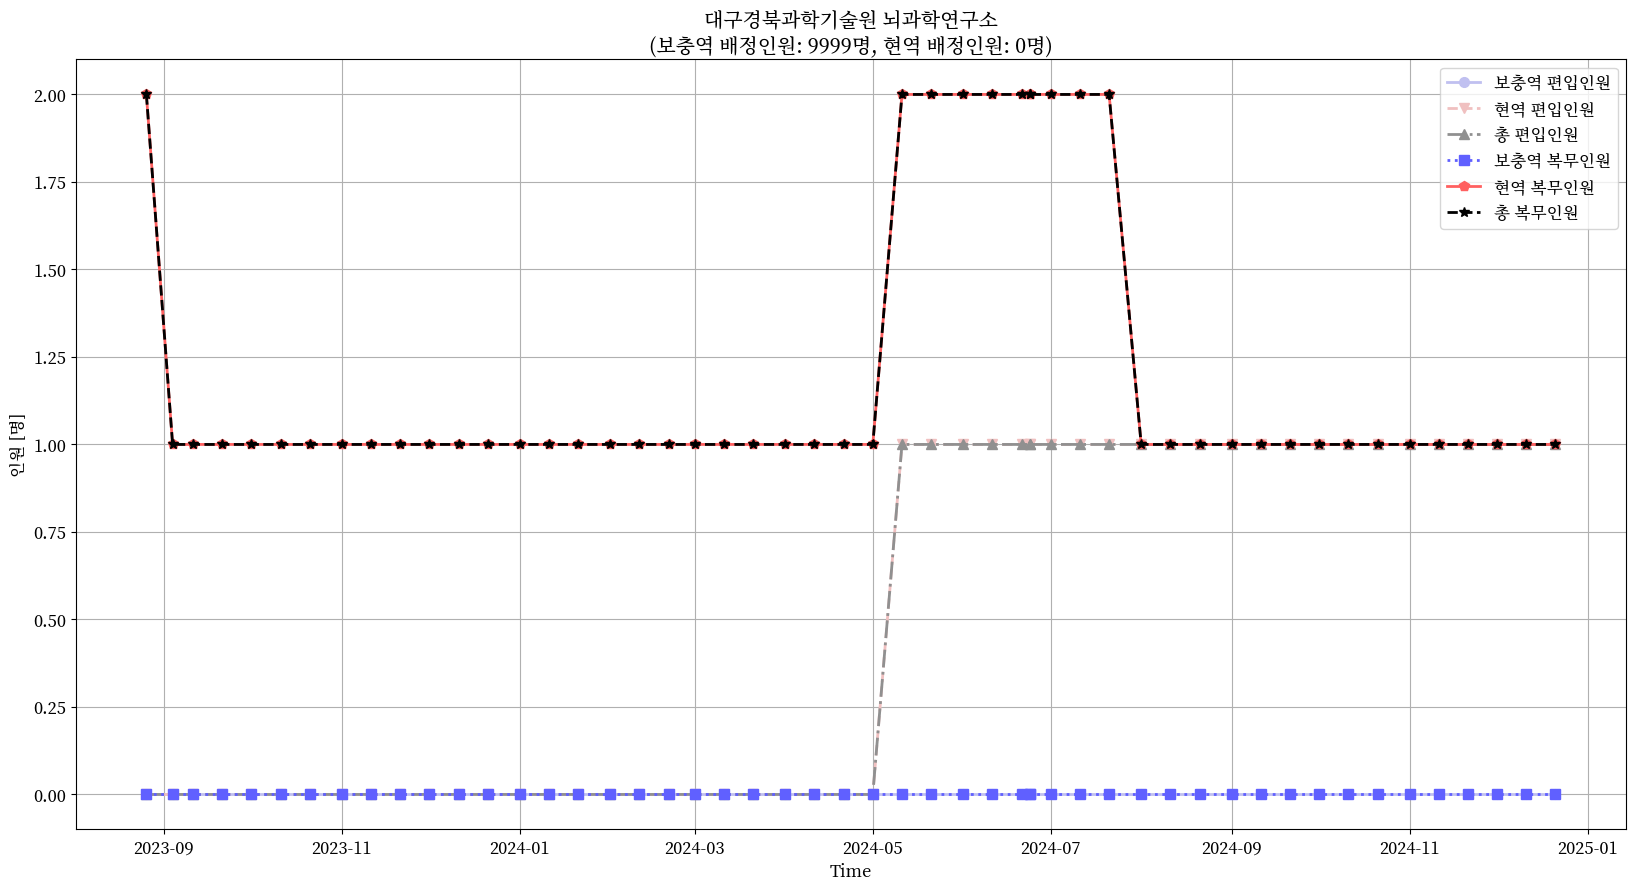 대구경북과학기술원 뇌과학연구소
(보충역 배정인원: 9999명, 현역 배정인원: 0명)
보충역 편입인원
현역 편입인원
총 편입인원
보충역 복무인원
현역 복무인원
총 복무인원
인원 [명]
2.00
1.75
1.50
1.25
1.00
0.75
0.50
0.25
0.00
2023-09 2023-11 2024-01 2024-03 2024-05 2024-07 2024-09 2024-11 2025-01
Time